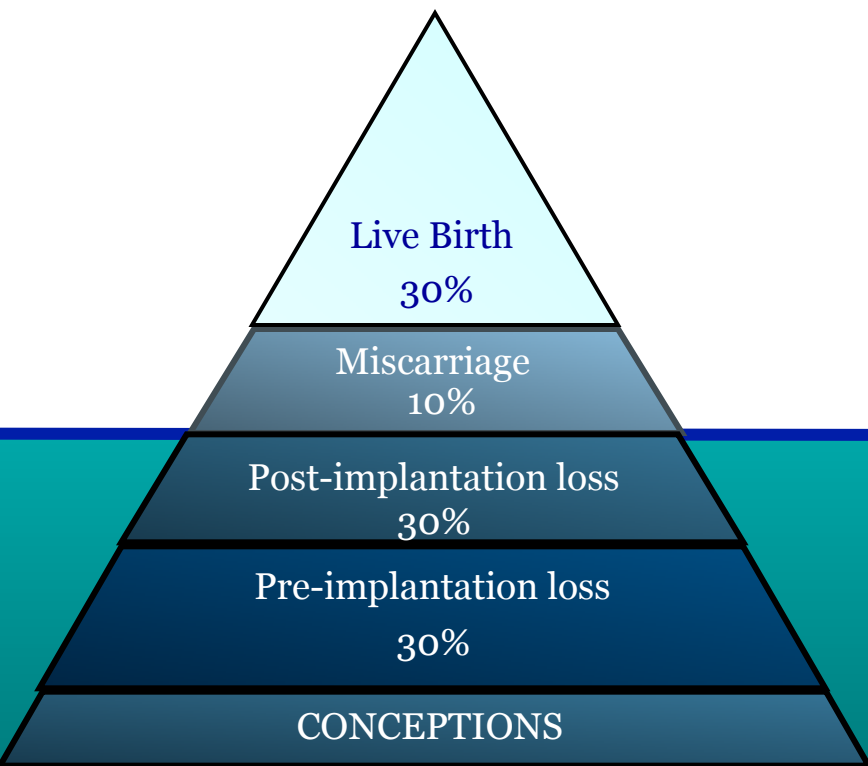 Live Birth
30%
Miscarriage
10%
Post-implantation loss
30%
Pre-implantation loss
30%
CONCEPTIONS